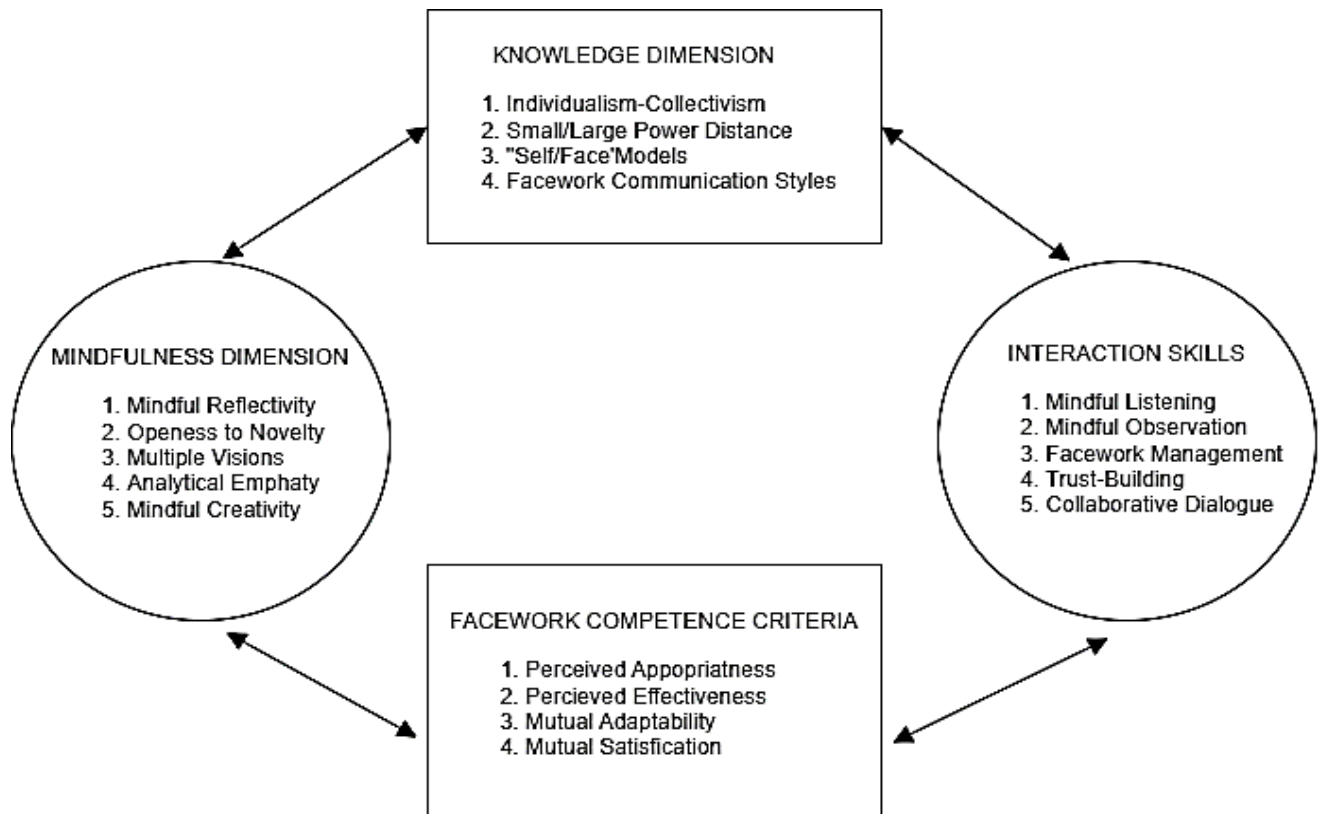 KNOWLEDGE DIMENSION
1. Individualism-Collectivism
2. Small/Large Power Distance
3. "Self/Face'Models
4. Facework Communication Styles
MINDFULNESS DIMENSION
1. Mindful Reflectivity
2. Openess to Novelty
3. Multiple Visions
4. Analytical Emphaty
5. Mindful Creativity
INTERACTION SKILLS
1. Mindful Listening
2. Mindful Observation
3. Facework Management
4. Trust-Building
5. Collaborative Dialogue
FACEWORK COMPETENCE CRITERIA
1. Perceived Appopriatness
2. Percieved Effectiveness
3. Mutual Adaptability
4. Mutual Satisfication